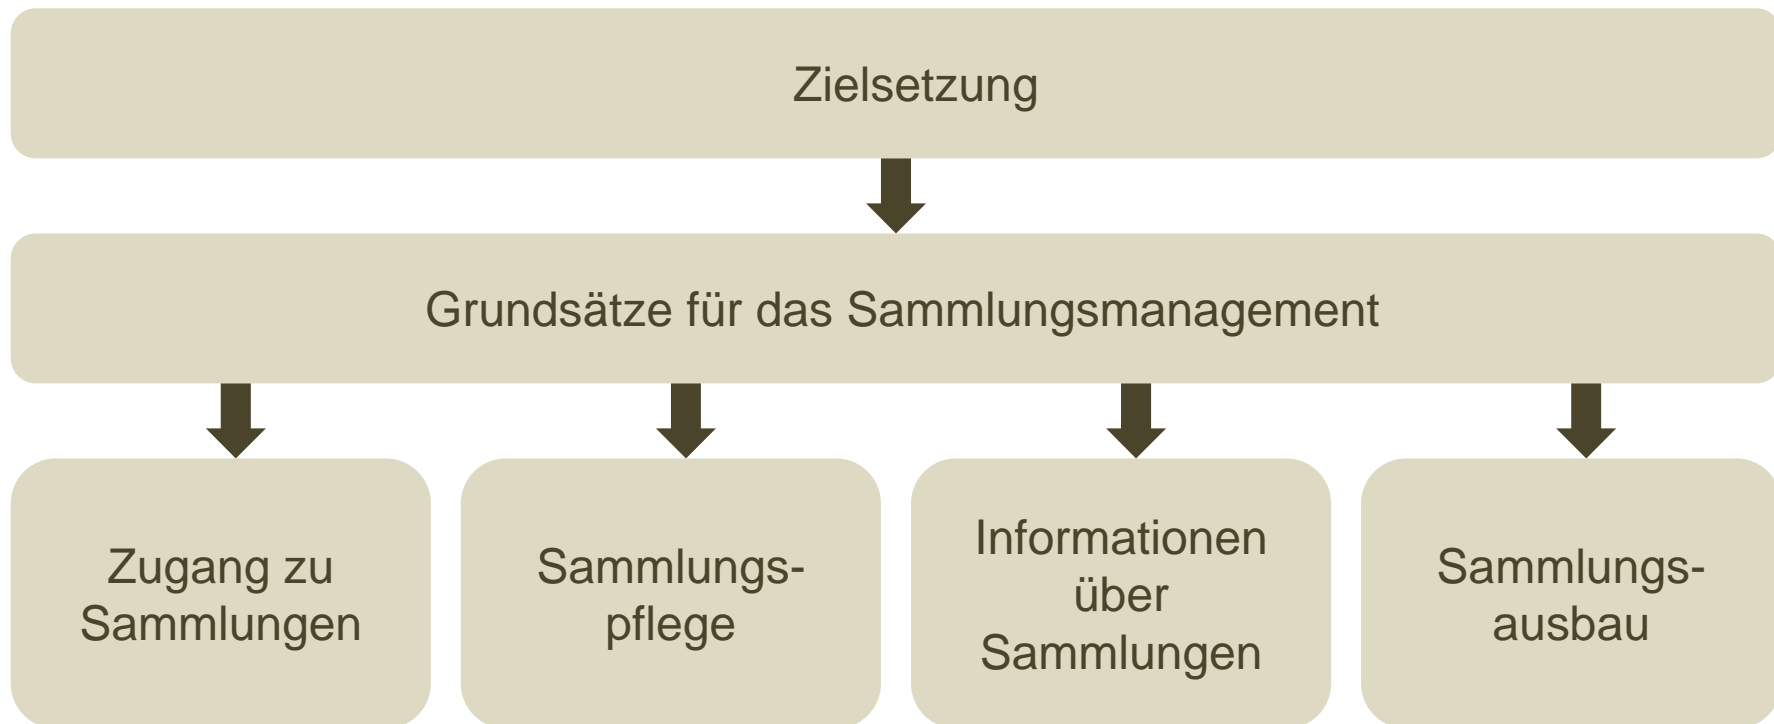 Zielsetzung
Grundsätze für das Sammlungsmanagement
Zugang zu
Sammlungen
Sammlungs-
pflege
Informationen
über
Sammlungen
Sammlungs-
ausbau